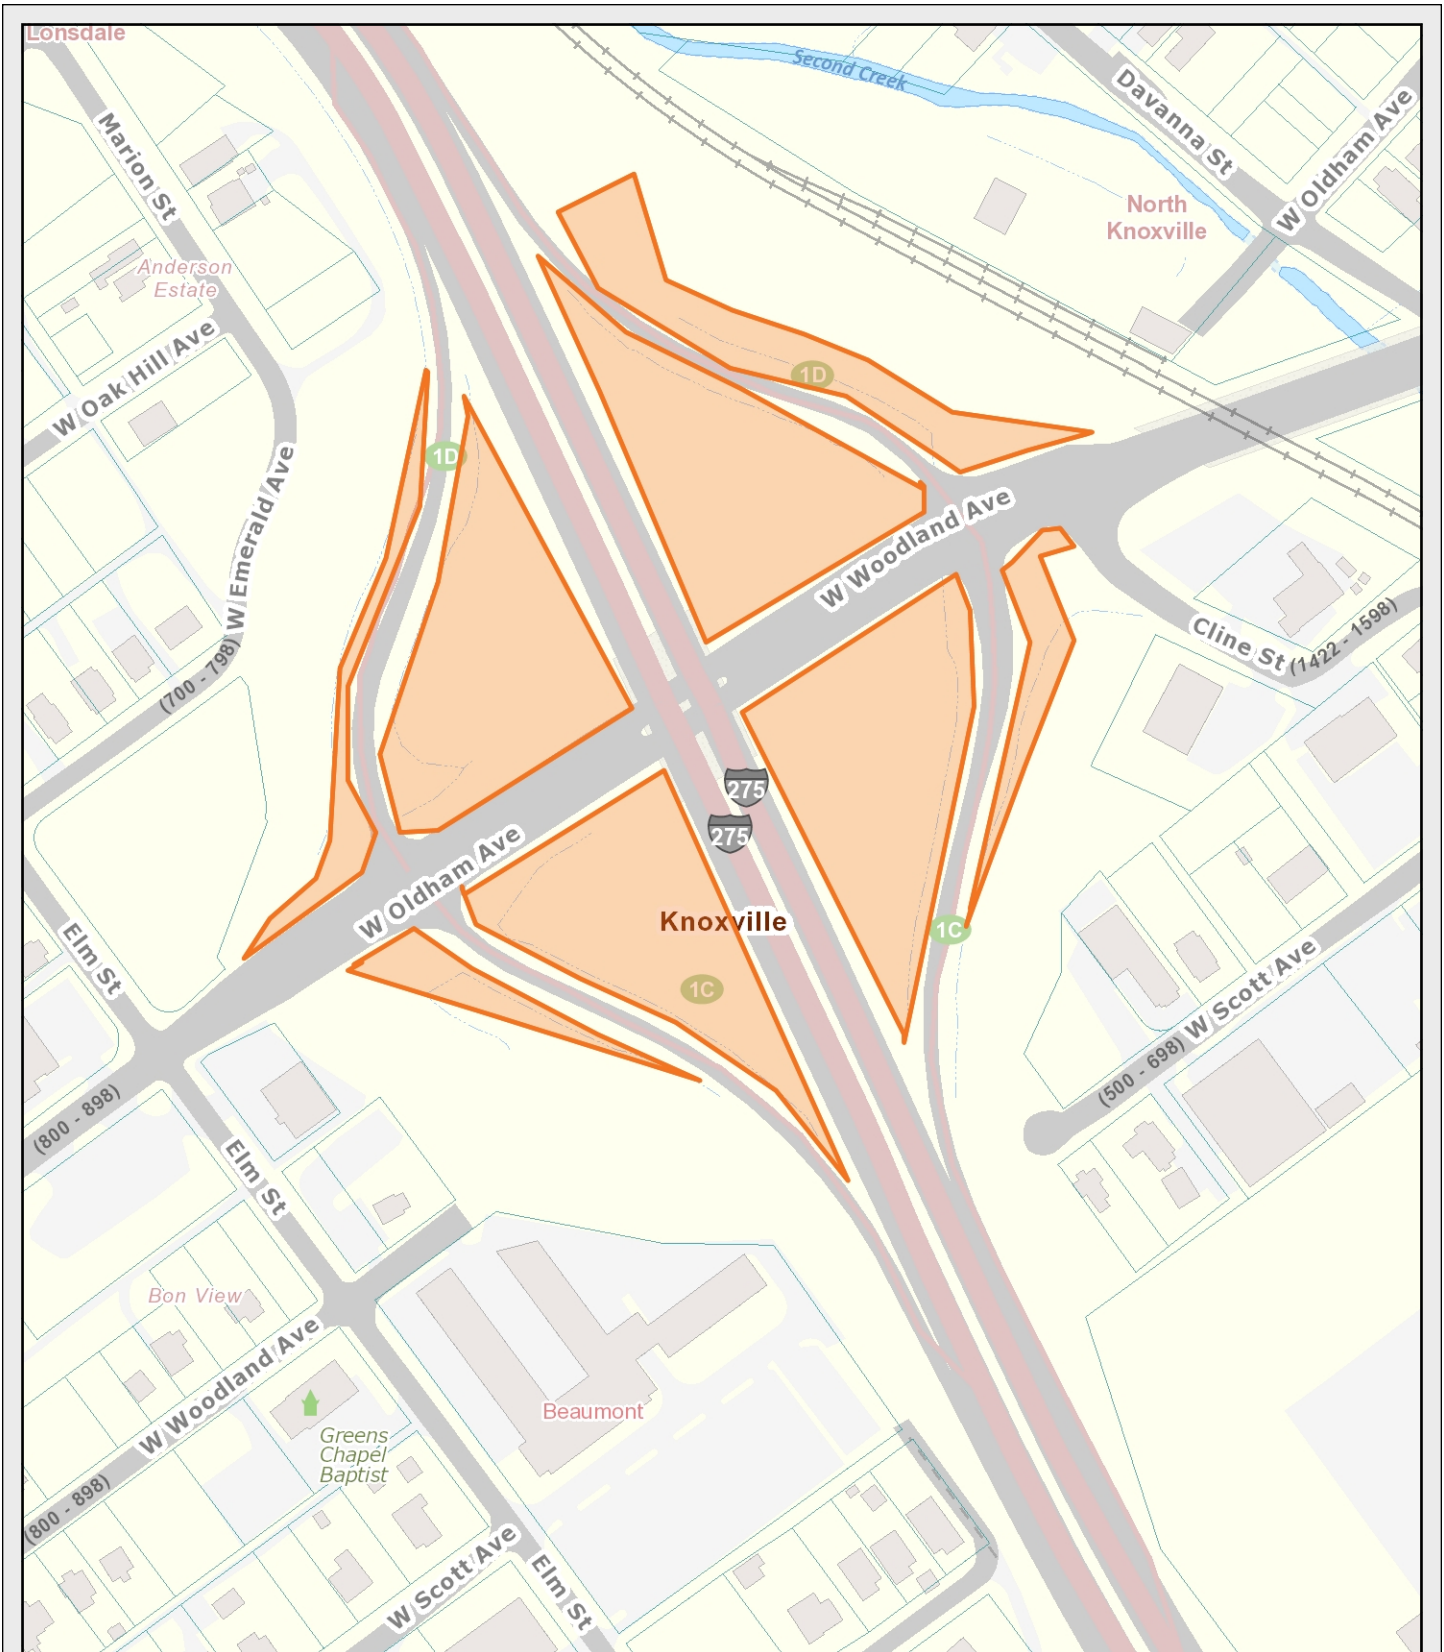 Lonsdale
Second Creek
Davanna St
W Oldham Ave
Marion St
North
Knoxville
Anderson
Estate
W Oak Hill Ave
1D
1D
W Emerald Ave
W Woodland Ave
Cline St
(1422 - 1598)
(700 - 798)
275
275
W Oldham Ave
Knoxville
1C
Elm St
1C
W Scott Ave
(500 - 698)
(800 - 898)
Elm St
Bon View
W Woodland Ave
Beaumont
Greens
Chapel
Baptist
(800 - 898)
W Scott Ave
Elm St